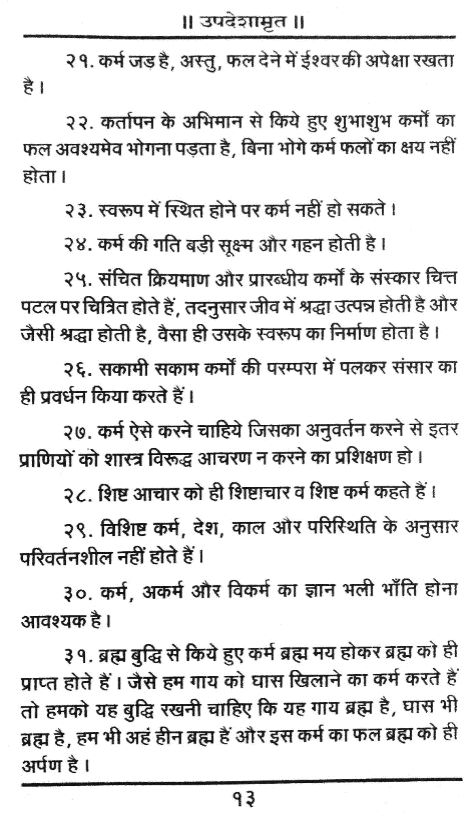 ॥ उपदेशामृत ॥
२१. कर्म जड़ है, अस्तु, फल देने में ईश्वर की अपेक्षा रखता
है।
२२. कर्तापन के अभिमान से किये हुए शुभाशुभ कर्मों का
फल अवश्यमेव भोगना पड़ता है, बिना भोगे कर्म फलों का क्षय नहीं
होता।
२३. स्वरूप में स्थित होने पर कर्म नहीं हो सकते।
२४. कर्म की गति बड़ी सूक्ष्म और गहन होती है।
२५. संचित क्रियमाण और प्रारब्धीय कर्मों के संस्कार चित्त
पटल पर चित्रित होते हैं, तदनुसार जीव में श्रद्धा उत्पन्न होती है और
जैसी श्रद्धा होती है, वैसा ही उसके स्वरूप का निर्माण होता है।
२६. सकामी सकाम कर्मों की परम्परा में पलकर संसार का
ही प्रवर्धन किया करते हैं।
२७. कर्म ऐसे करने चाहिये जिसका अनुवर्तन करने से इतर
प्राणियों को शास्त्र विरूद्ध आचरण न करने का प्रशिक्षण हो।
२८. शिष्ट आचार को ही शिष्टाचार व शिष्ट कर्म कहते हैं।
२९. विशिष्ट कर्म, देश, काल और परिस्थिति के अनुसार
परिवर्तनशील नहीं होते हैं।
३०. कर्म, अकर्म और विकर्म का ज्ञान भली भाँति होना
आवश्यक है।
३१. ब्रह्म बुद्धि से किये हुए कर्म ब्रह्म मय होकर ब्रह्म को ही
प्राप्त होते हैं। जैसे हम गाय को घास खिलाने का कर्म करते हैं
तो हमको यह बुद्धि रखनी चाहिए कि यह गाय ब्रह्म है, घास भी
ब्रह्म है, हम भी अहं हीन ब्रह्म हैं और इस कर्म का फल ब्रह्म को ही
अर्पण है।
१३